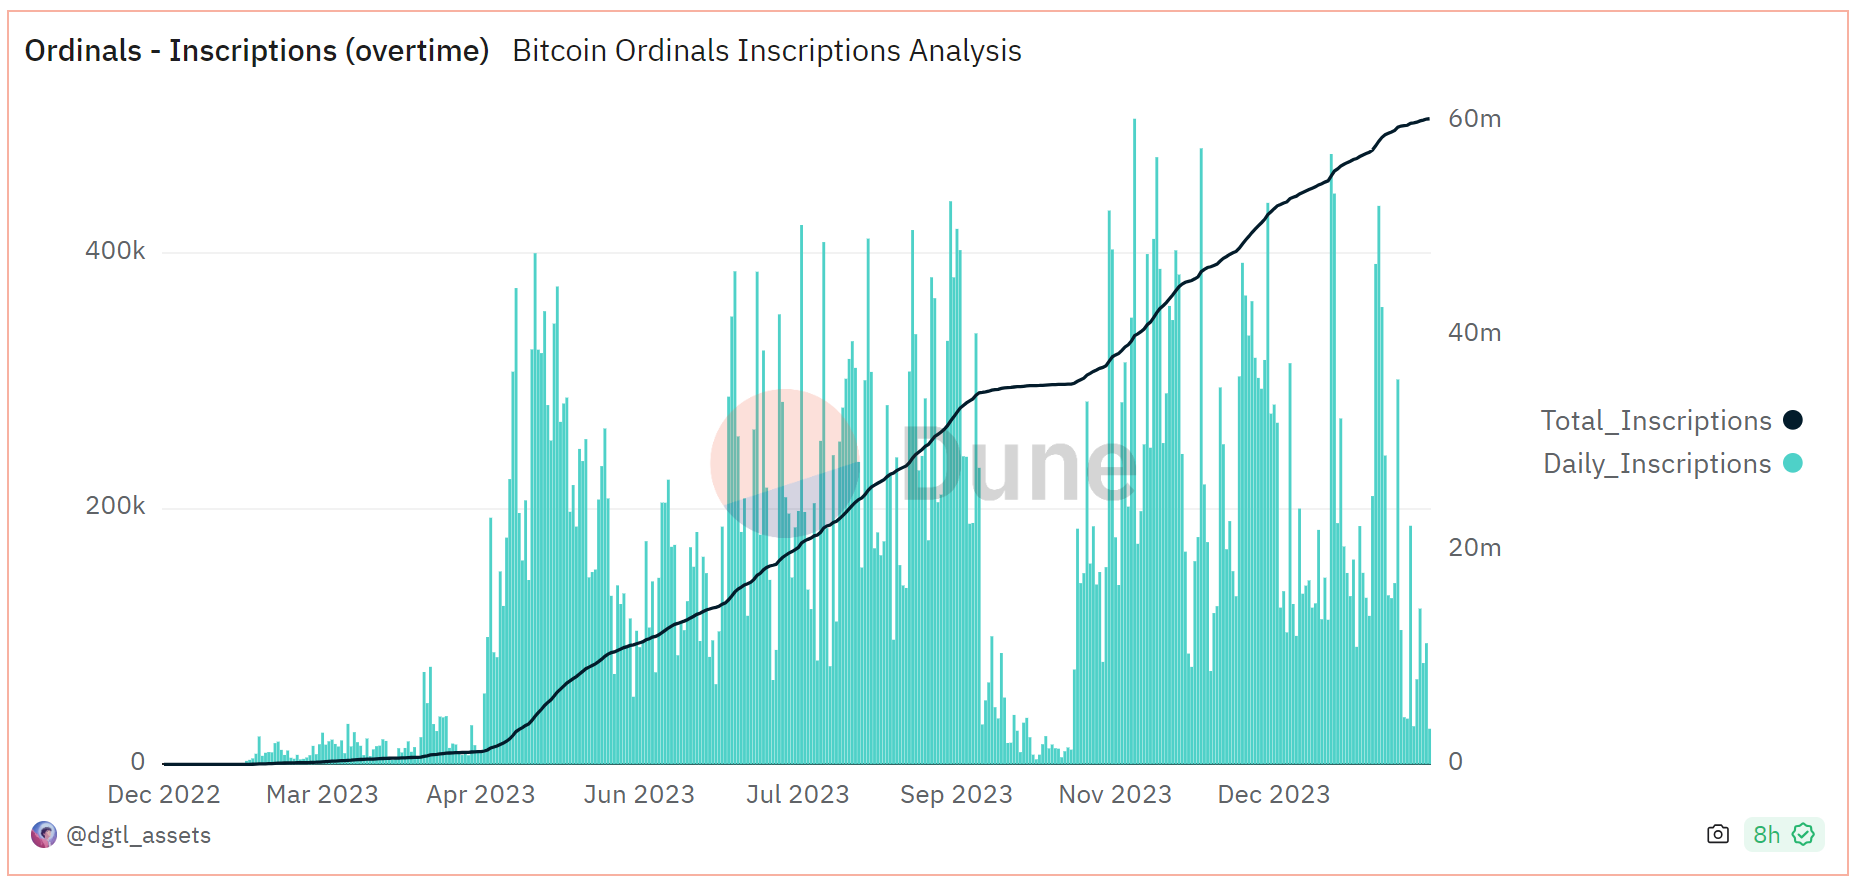 Ordinals - Inscriptions (overtime) Bitcoin Ordinals Inscriptions Analysis
60m
400k
40m
Total_Inscriptions
Dune
Daily_Inscriptions
200k
20m
0
0
Dec 2022 Mar 2023 Apr 2023 Jun 2023 Jul 2023 Sep 2023 Nov 2023 Dec 2023
@dgtl_assets 8h